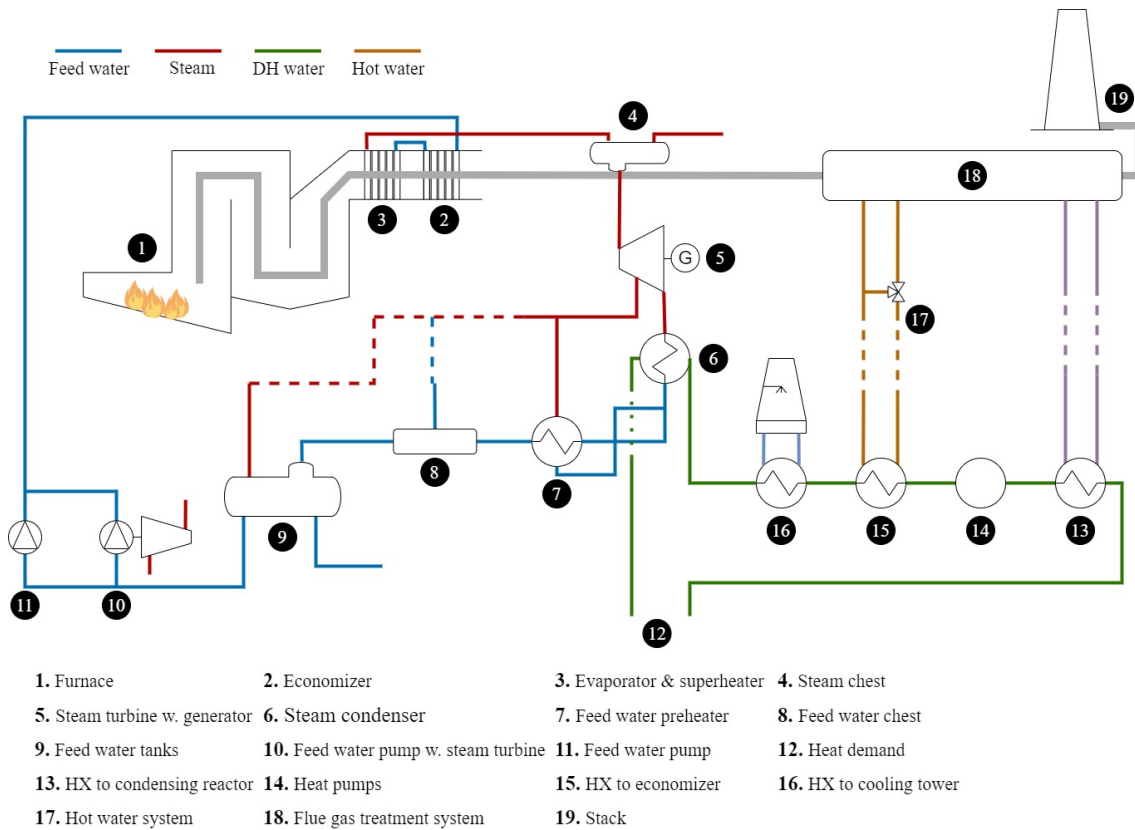 Feed water Steam DH water Hot water
19
4
18
3 2
1
G 5
17
6
8
7
16 15 14 13
9
11 10
12
1. Furnace 2. Economizer 3. Evaporator & superheater 4. Steam chest
5. Steam turbine w. generator 6. Steam condenser 7. Feed water preheater 8. Feed water chest
9. Feed water tanks 10. Feed water pump w. steam turbine 11. Feed water pump 12. Heat demand
13. HX to condensing reactor 14. Heat pumps 15. HX to economizer 16. HX to cooling tower
17. Hot water system 18. Flue gas treatment system 19. Stack